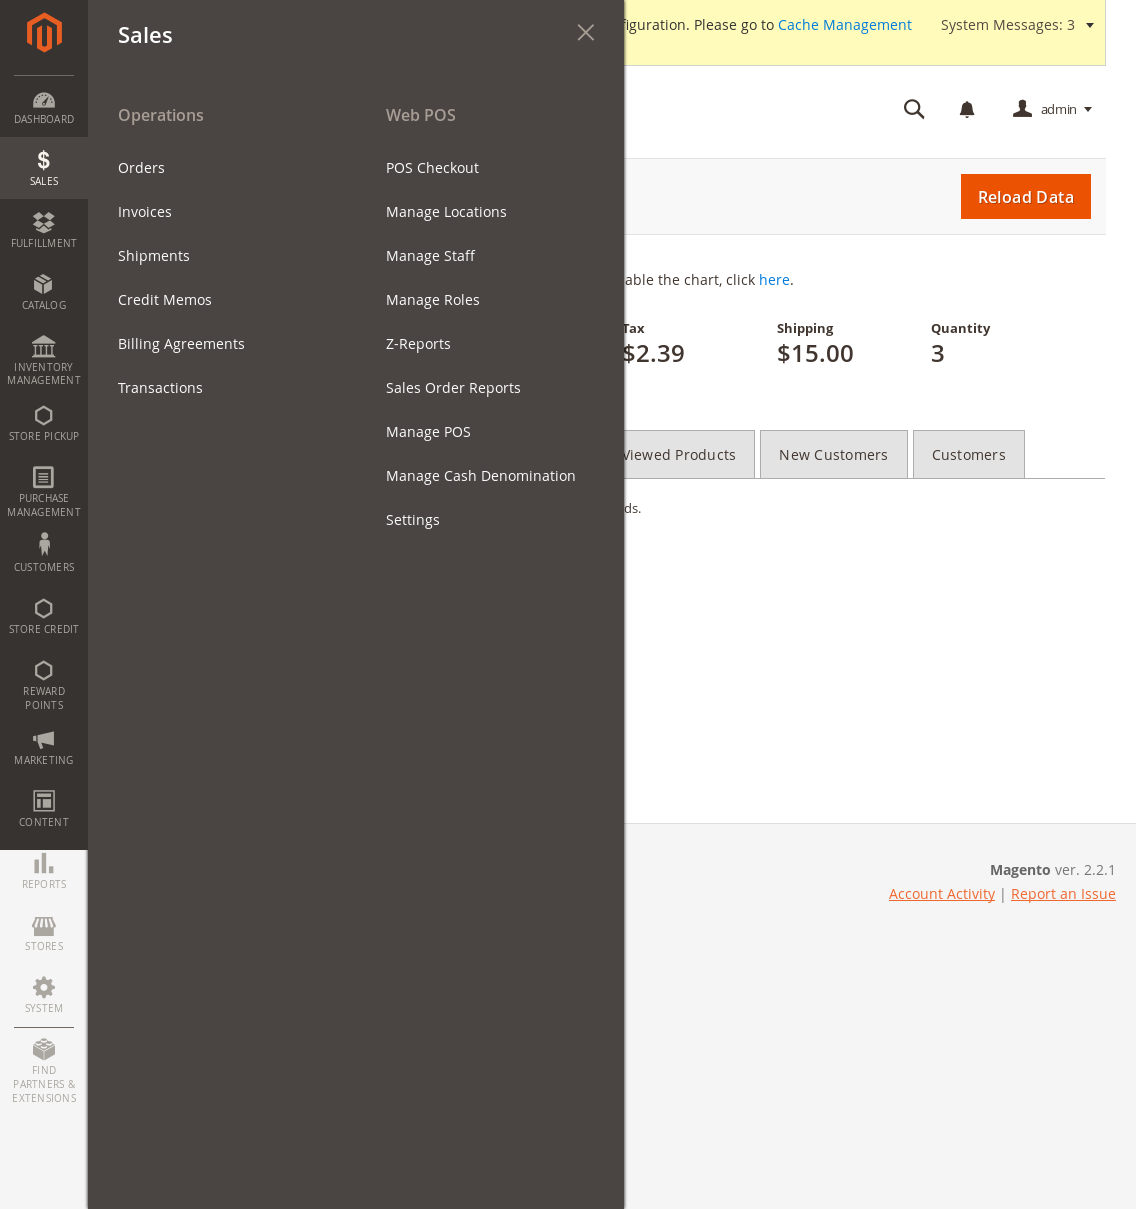 DASHBOARD
SALES
FULFILLMENT
CATALOG
INVENTORY
MANAGEMENT
STORE PICKUP
PURCHASE
MANAGEMENT
CUSTOMERS
STORE CREDIT
REWARD
POINTS
MARKETING
CONTENT
REPORTS
STORES
SYSTEM
FIND
PARTNERS &
EXTENSIONS
Sales
Operations
Orders
Invoices
Shipments
Credit Memos
Billing Agreements
Transactions
Web POS
POS Checkout
Manage Locations
Manage Staff
Manage Roles
Z-Reports
Sales Order Reports
Manage POS
Manage Cash Denomination
Settings
figuration. Please go to Cache Management
System Messages: 3
admin
Reload Data
able the chart, click here.
Tax
$2.39
Shipping
$15.00
Quantity
3
Viewed Products
New Customers
Customers
ds.
Magento ver. 2.2.1
Account Activity | Report an Issue